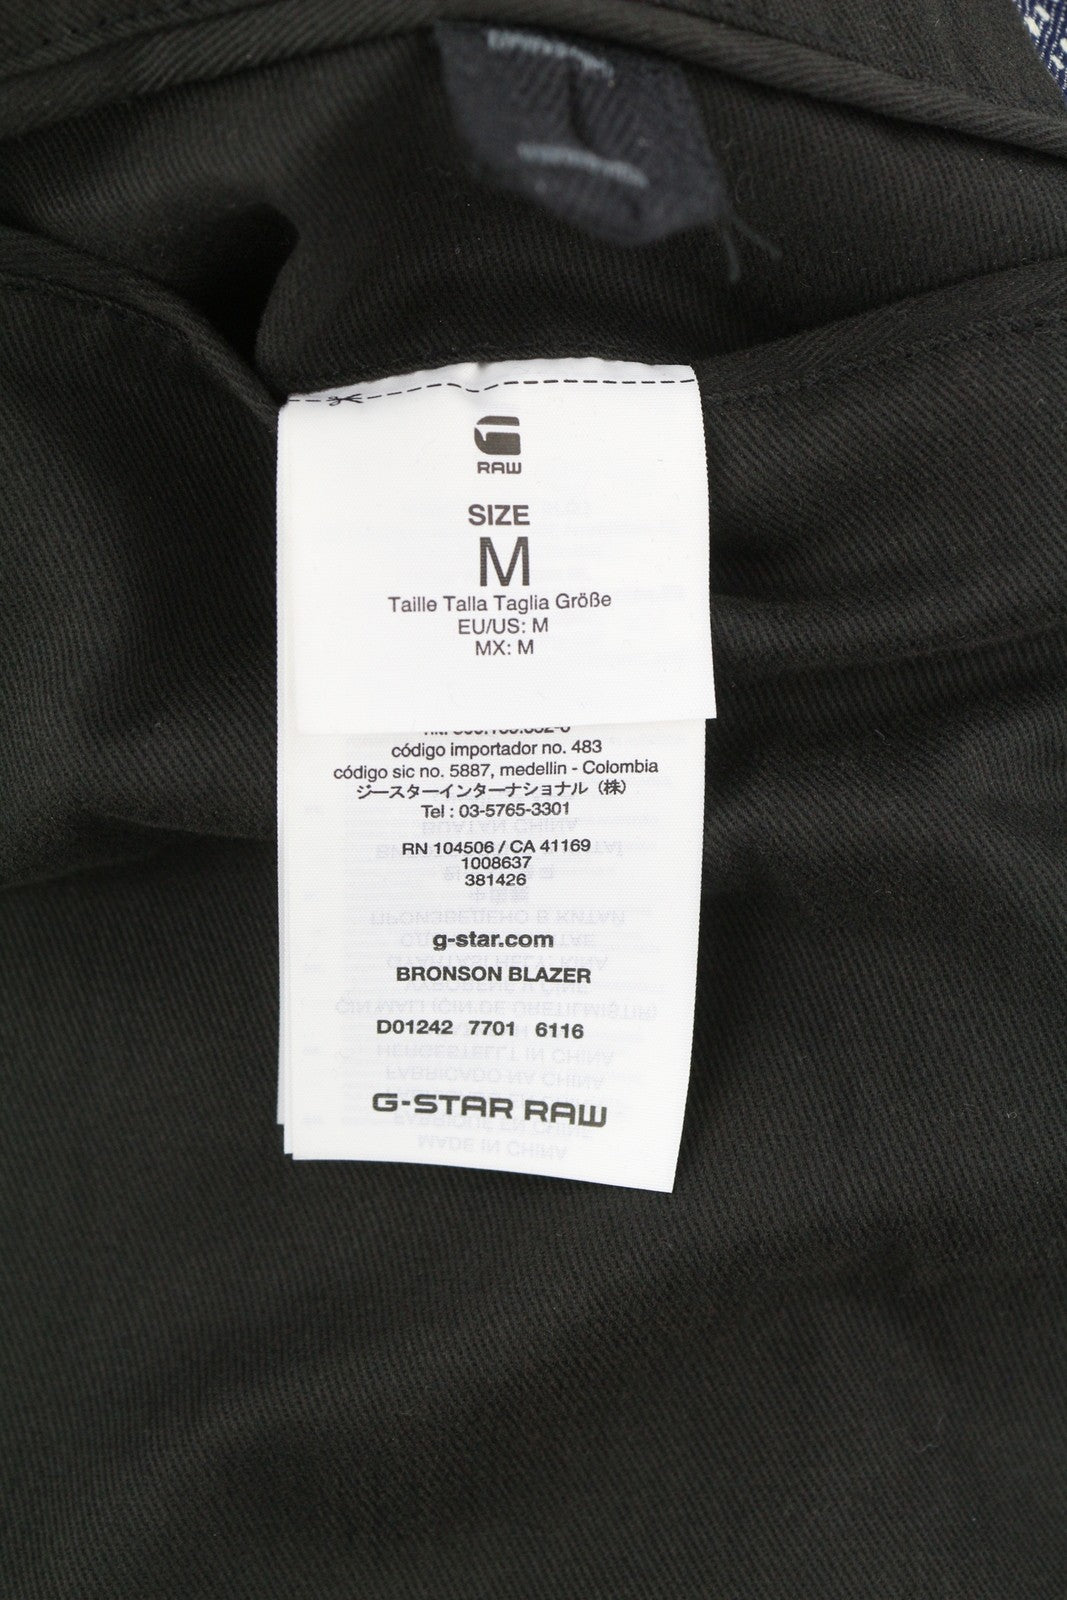 RAW
SIZE
M
Taille Talla Taglia Größe
EU/US: M
MX: M
código importador no. 483
código sic no. 5887, medellin - Colombia
ジースターインターナショナル（株）
Tel : 03-5765-3301
RN 104506 / CA 41169
1008637
381426
g-star.com
BRONSON BLAZER
D01242 7701 6116
G-STAR RAW